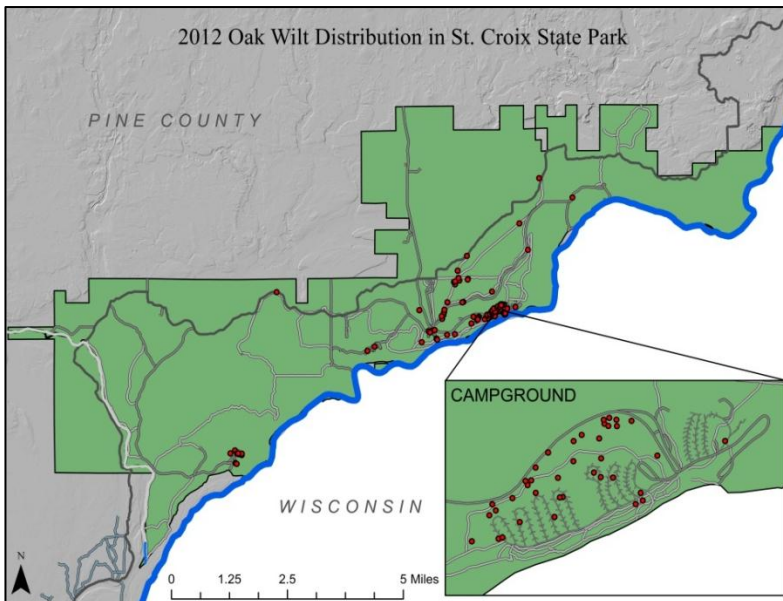 2012 Oak Wilt Distribution in St. Croix State Park
PINE COUNTY
CAMPGROUND
WISCONSIN
N
0 1.25 2.5 5 Miles